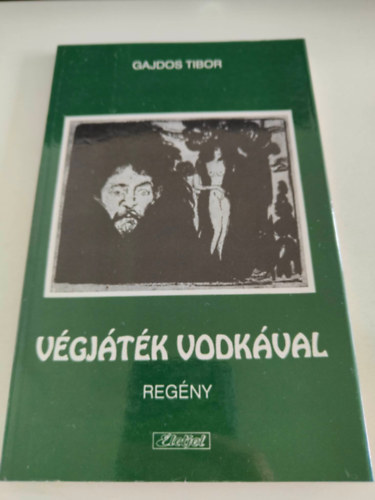 GAJDOS TIBOR
VÉGJÁTÉK VODKÁVAL
REGÉNY
Életjel